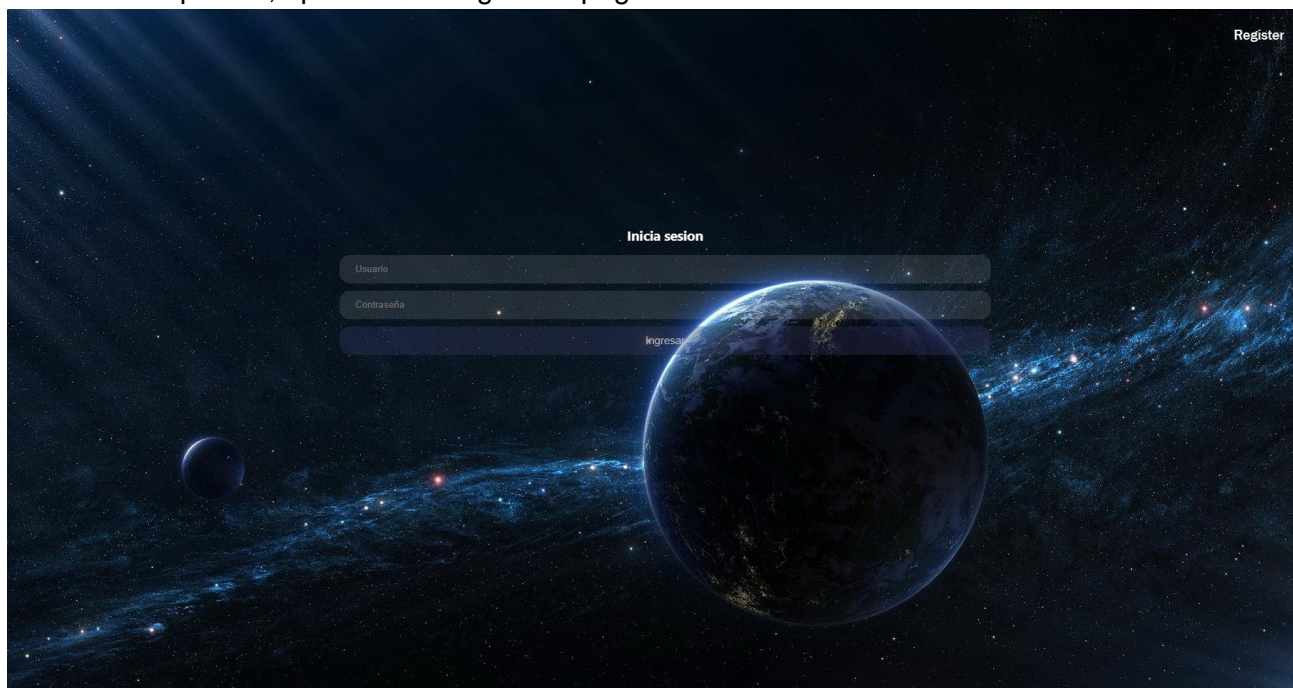 Register
Inicia sesion
Usuario
Contraseña
Ingresar